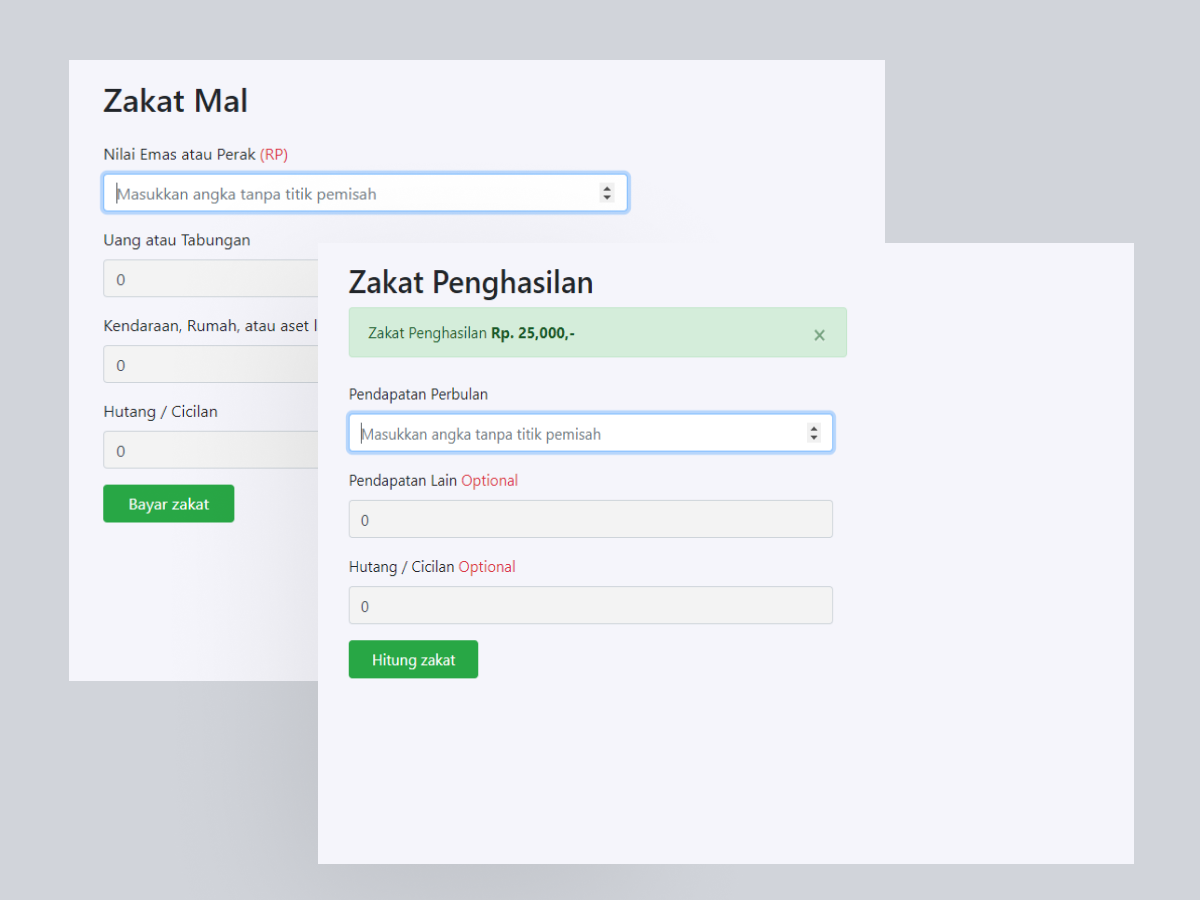 Zakat Mal
Nilai Emas atau Perak (RP)
Masukkan angka tanpa titik pemisah
Uang atau Tabungan
0
Kendaraan, Rumah, atau aset l
0
Hutang / Cicilan
0
Bayar zakat
Zakat Penghasilan
Zakat Penghasilan Rp. 25,000,- ×
Pendapatan Perbulan
Masukkan angka tanpa titik pemisah
Pendapatan Lain Optional
0
Hutang / Cicilan Optional
0
Hitung zakat